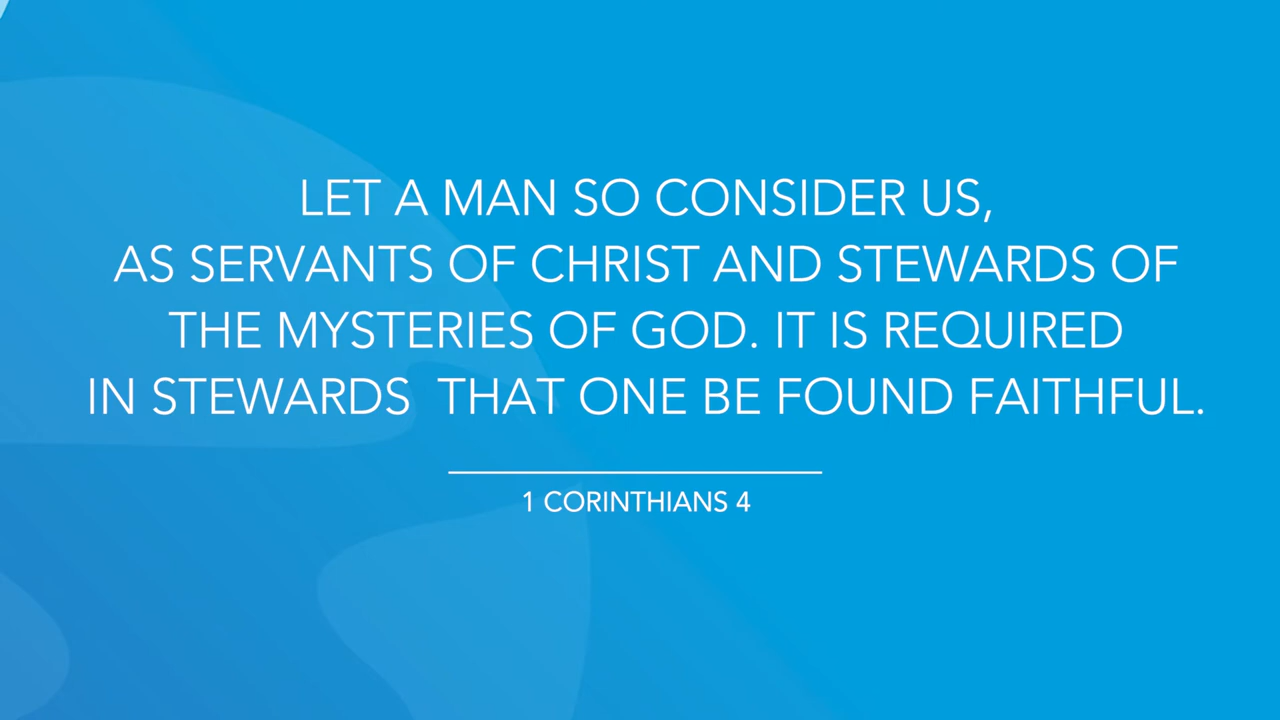 LET A MAN SO CONSIDER US,
AS SERVANTS OF CHRIST AND STEWARDS OF
THE MYSTERIES OF GOD. IT IS REQUIRED
IN STEWARDS  THAT ONE BE FOUND FAITHFUL.
1 CORINTHIANS 4